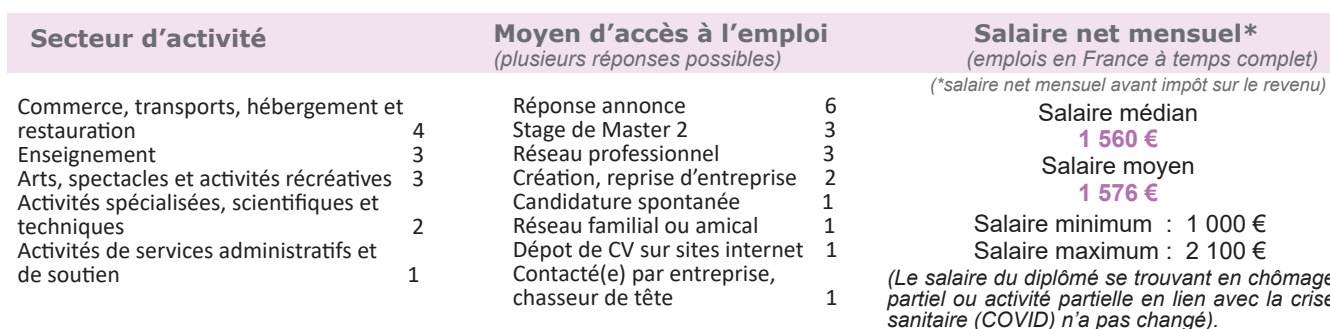 Secteur d'activité
Commerce, transports, hébergement et
restauration 4
Enseignement 3
Arts, spectacles et activités récréatives 3
Activités spécialisées, scientifiques et
techniques 2
Activités de services administratifs et
de soutien 1
Moyen d'accès à l'emploi
(plusieurs réponses possibles)
Réponse annonce 6
Stage de Master 2 3
Réseau professionnel 3
Création, reprise d'entreprise 2
Candidature spontanée 1
Réseau familial ou amical 1
Dépot de CV sur sites internet 1
Contacté(e) par entreprise,
chasseur de tête 1
Salaire net mensuel*
(emplois en France à temps complet)
(*salaire net mensuel avant impôt sur le revenu)
Salaire médian
1 560 €
Salaire moyen
1 576 €
Salaire minimum : 1 000 €
Salaire maximum : 2 100 €
(Le salaire du diplômé se trouvant en chômage
partiel ou activité partielle en lien avec la crise
sanitaire (COVID) n'a pas changé).